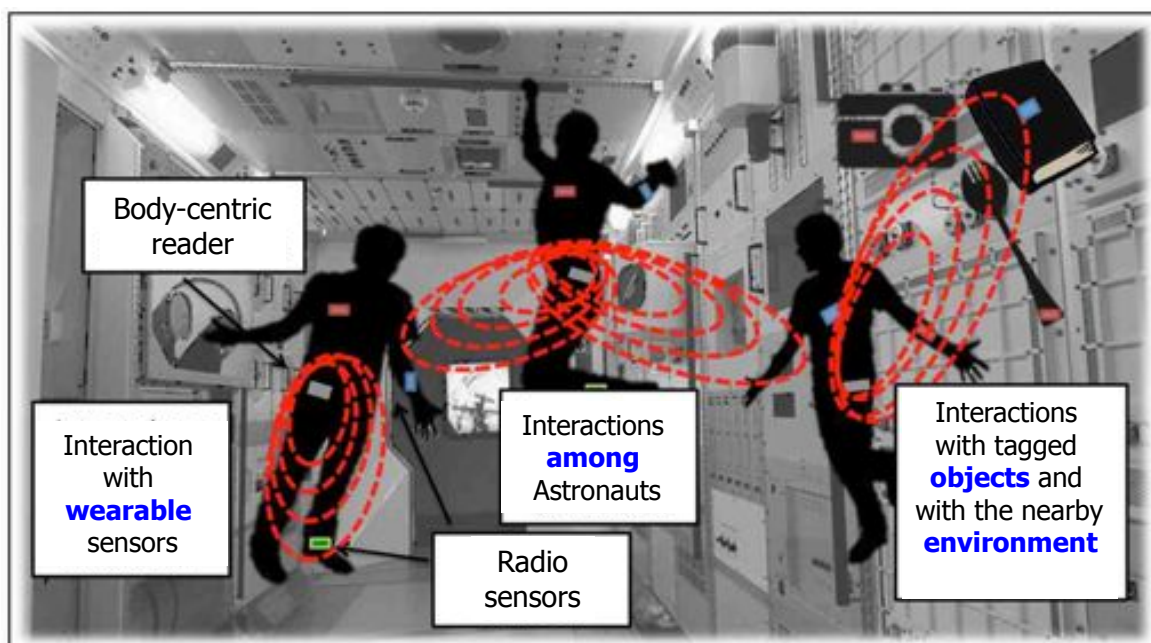 Body-centric
reader
Interaction
with
wearable
sensors
Interactions
among
Astronauts
Radio
sensors
Interactions
with tagged
objects and
with the nearby
environment